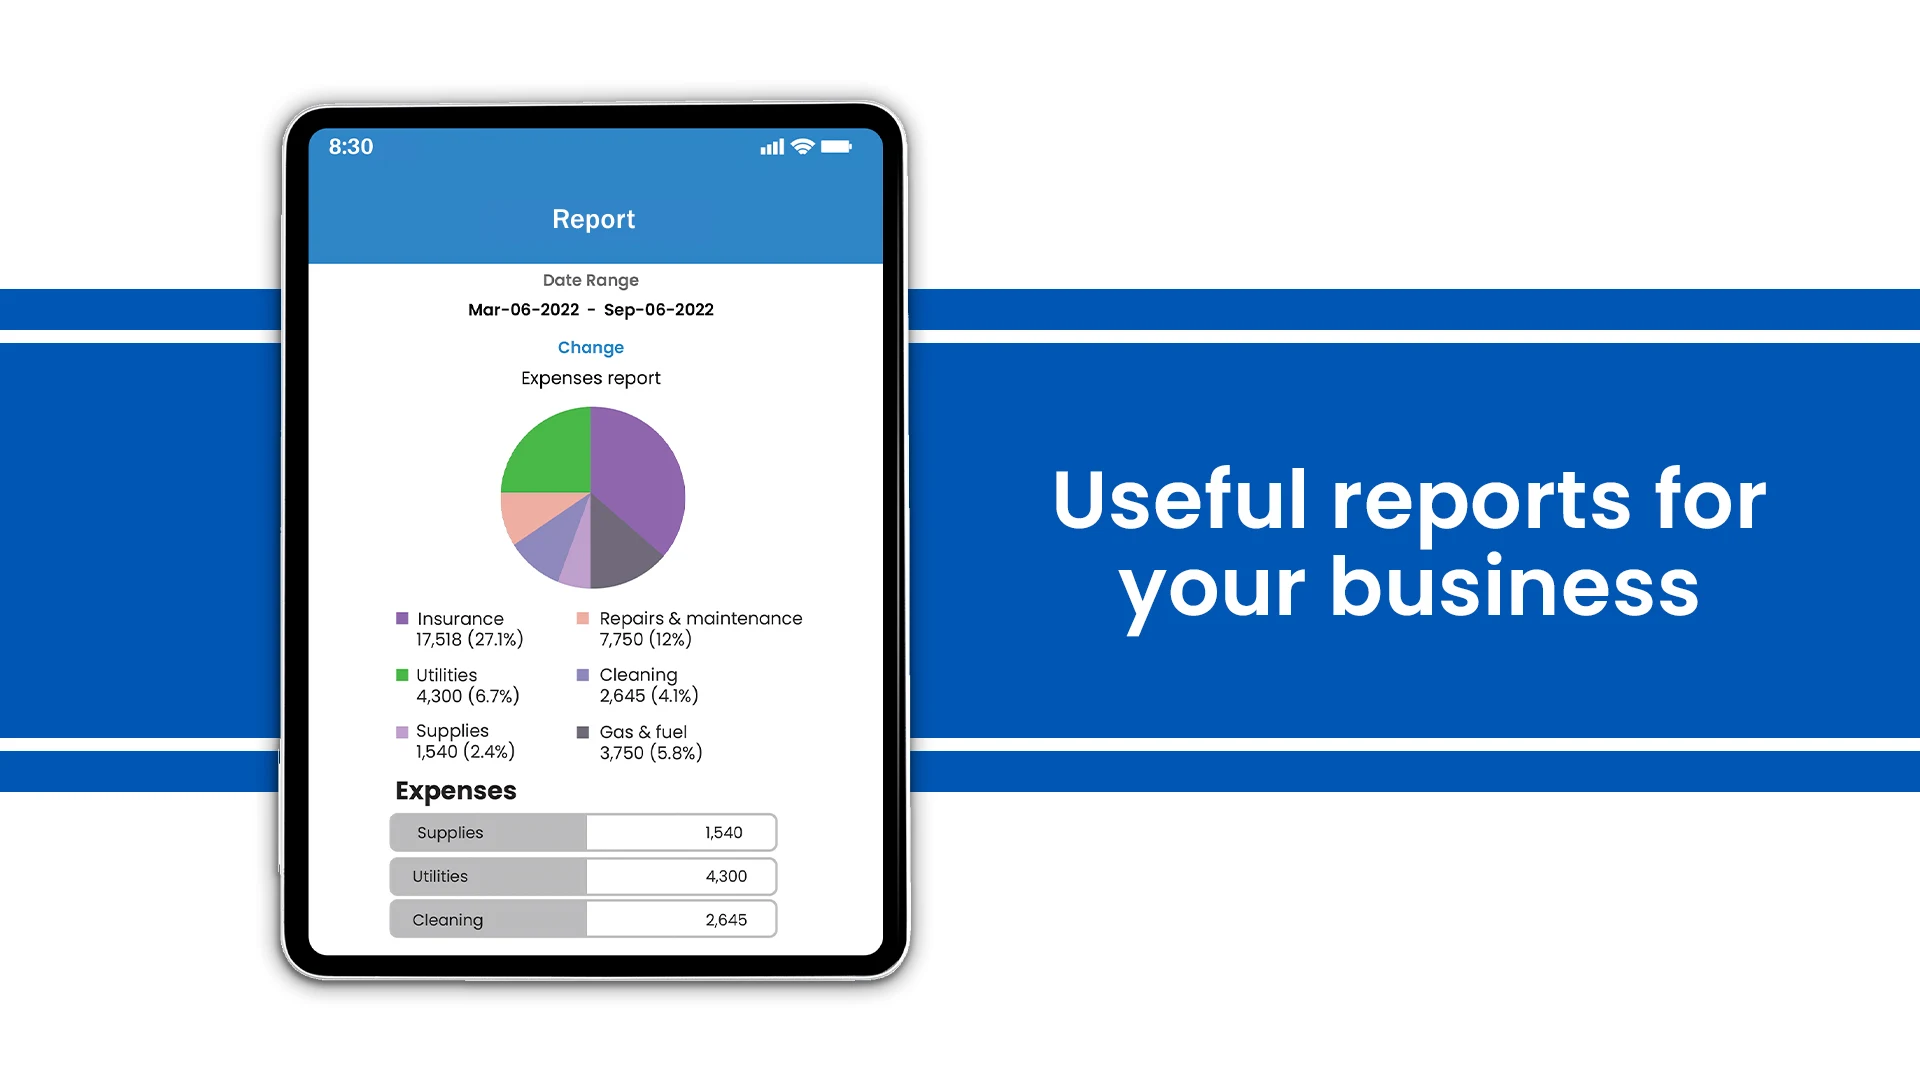 8:30
Report
Date Range
Mar-06-2022 - Sep-06-2022
Change
Expenses report
Insurance
17,518 (27.1%)
Repairs & maintenance
7,750 (12%)
Utilities
4,300 (6.7%)
Cleaning
2,645 (4.1%)
Supplies
1,540 (2.4%)
Gas & fuel
3,750 (5.8%)
Expenses
Supplies 1,540
Utilities 4,300
Cleaning 2,645
Useful reports for
your business